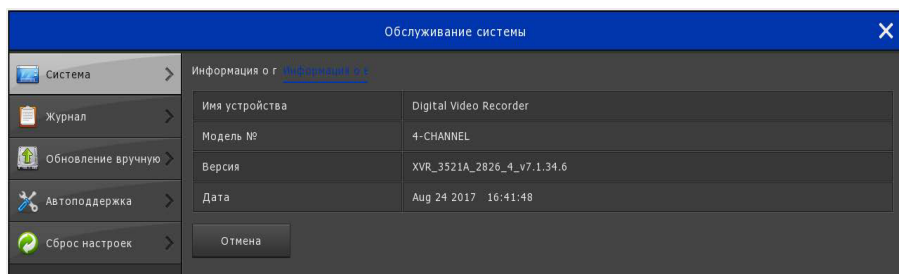 Обслуживание системы
Система
Информация о г Информация о в
Имя устройства Digital Video Recorder
Журнал
Модель № 4-CHANNEL
Обновление вручную
Версия XVR_3521A_2826_4_v7.1.34.6
Автоподдержка
Дата Aug 24 2017 16:41:48
Сброс настроек
Отмена